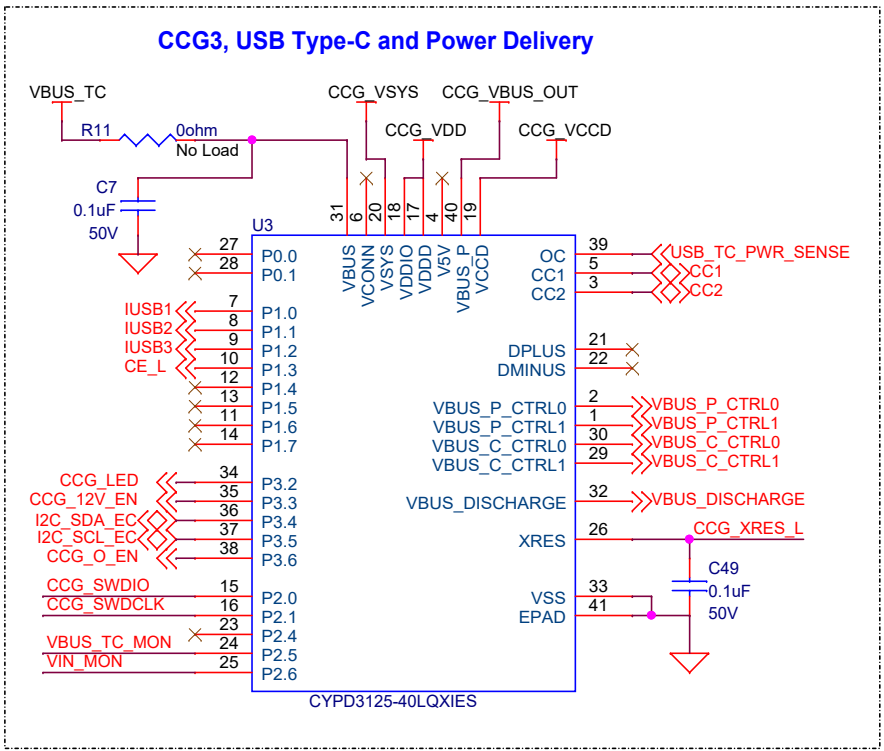 CCG3, USB Type-C and Power Delivery
VBUS_TC
CCG_VSYS
CCG_VBUS_OUT
CCG_VDD
CCG_VCCD
R11
0ohm
No Load
C7
0.1uF
50V
31
6
20
18
17
4
40
19
U3
VBUS
VCONN
VSYS
VDDIO
VDDD
V5V
VBUS_P
VCCD
27 P0.0
28 P0.1
IUSB1 7 P1.0
IUSB2 8 P1.1
IUSB3 9 P1.2
CE_L 10 P1.3
12 P1.4
13 P1.5
11 P1.6
14 P1.7
CCG_LED 34 P3.2
CCG_12V_EN 35 P3.3
I2C_SDA_EC 36 P3.4
I2C_SCL_EC 37 P3.5
CCG_O_EN 38 P3.6
CCG_SWDIO 15 P2.0
CCG_SWDCLK 16 P2.1
23 P2.4
VBUS_TC_MON 24 P2.5
VIN_MON 25 P2.6
OC 39 USB_TC_PWR_SENSE
CC1 5 CC1
CC2 3 CC2
DPLUS 21
DMINUS 22
VBUS_P_CTRL0 2 VBUS_P_CTRL0
VBUS_P_CTRL1 1 VBUS_P_CTRL1
VBUS_C_CTRL0 30 VBUS_C_CTRL0
VBUS_C_CTRL1 29 VBUS_C_CTRL1
VBUS_DISCHARGE 32 VBUS_DISCHARGE
XRES 26 CCG_XRES_L
C49
0.1uF
50V
VSS 33
EPAD 41
CYPD3125-40LQXIES